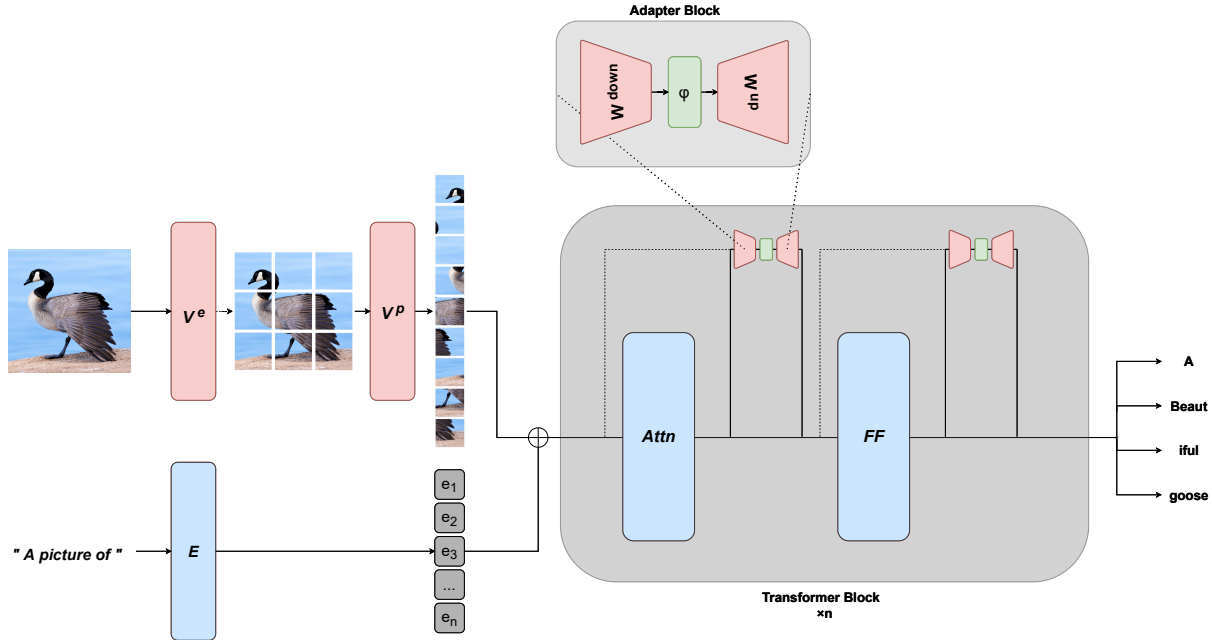 Adapter Block
W down
φ
W up
V e
V p
Attn
FF
A
Beaut
iful
goose
e1
e2
" A picture of "
E
e3
...
en
Transformer Block
×n